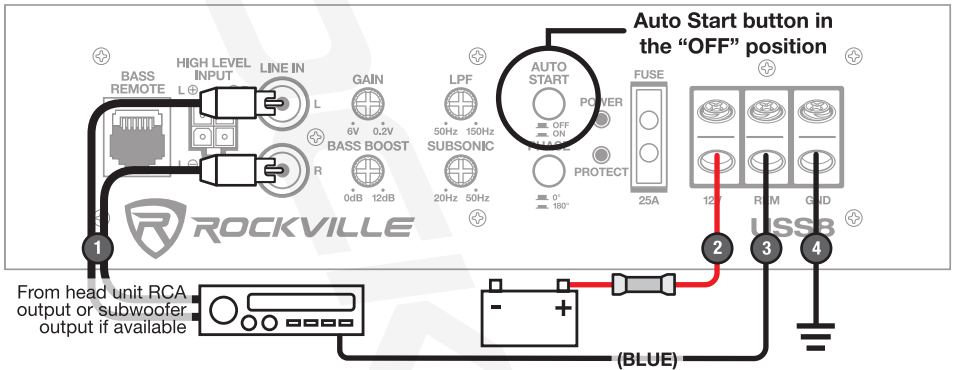 Auto Start button in
the “OFF” position
BASS
REMOTE
HIGH LEVEL
INPUT
L ⊕
L ⊖
LINE IN
L
R
GAIN
6V 0.2V
BASS BOOST
0dB 12dB
LPF
50Hz 150Hz
SUBSONIC
20Hz 50Hz
AUTO
START
OFF
ON
PHASE
0°
180°
POWER
PROTECT
FUSE
25A
12V
REM
GND
ROCKVILLE
USSB
1
2
3
4
From head unit RCA
output or subwoofer
output if available
- +
(BLUE)